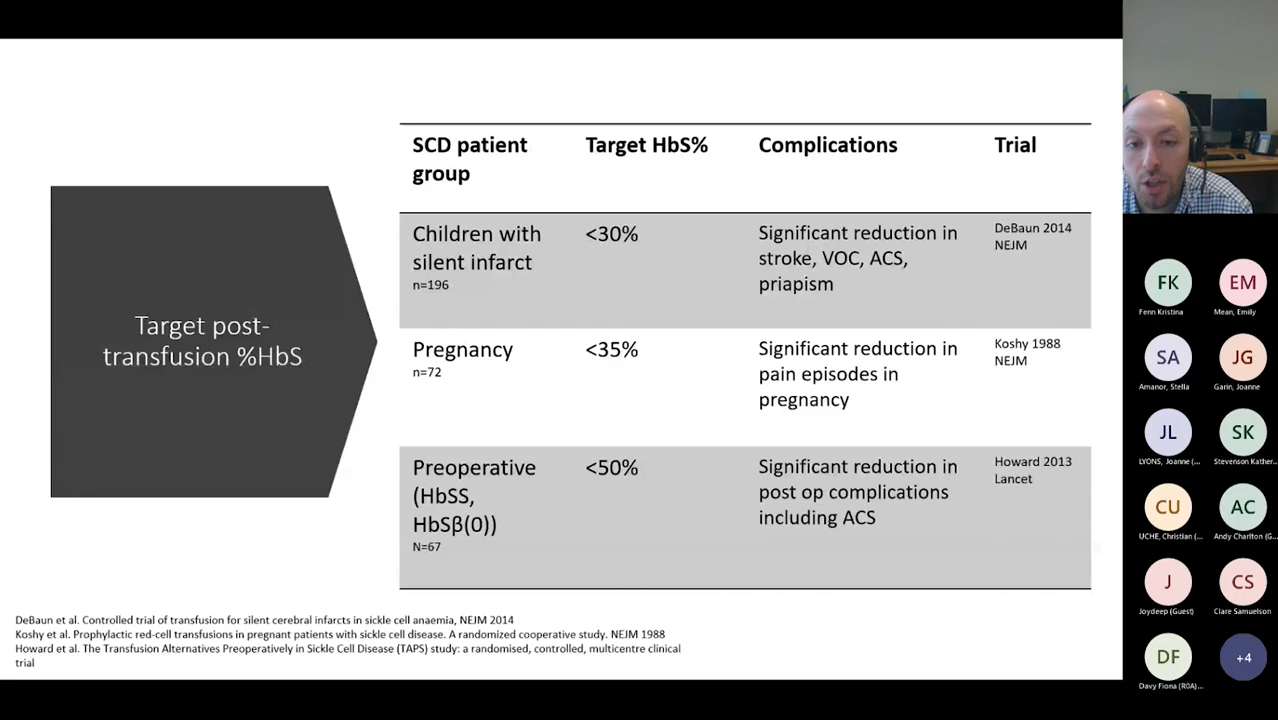 Target post-
transfusion %HbS
SCD patient
group
Target HbS%
Complications
Trial
Children with
silent infarct
n=196
<30%
Significant reduction in
stroke, VOC, ACS,
priapism
DeBaun 2014
NEJM
Pregnancy
n=72
<35%
Significant reduction in
pain episodes in
pregnancy
Koshy 1988
NEJM
Preoperative
(HbSS,
HbSβ(0))
N=67
<50%
Significant reduction in
post op complications
including ACS
Howard 2013
Lancet
DeBaun et al. Controlled trial of transfusion for silent cerebral infarcts in sickle cell anaemia, NEJM 2014
Koshy et al. Prophylactic red-cell transfusions in pregnant patients with sickle cell disease. A randomized cooperative study. NEJM 1988
Howard et al. The Transfusion Alternatives Preoperatively in Sickle Cell Disease (TAPS) study: a randomised, controlled, multicentre clinical
trial
FK
Fenn Kristina
EM
Mean, Emily
SA
Amanor, Stella
JG
Garin, Joanne
JL
LYONS, Joanne (...
SK
Stevenson Kather...
CU
UCHE, Christian (...
AC
Andy Charlton (G...
J
Joydeep (Guest)
CS
Clare Samuelson
DF
Davy Fiona (R0A)...
+4